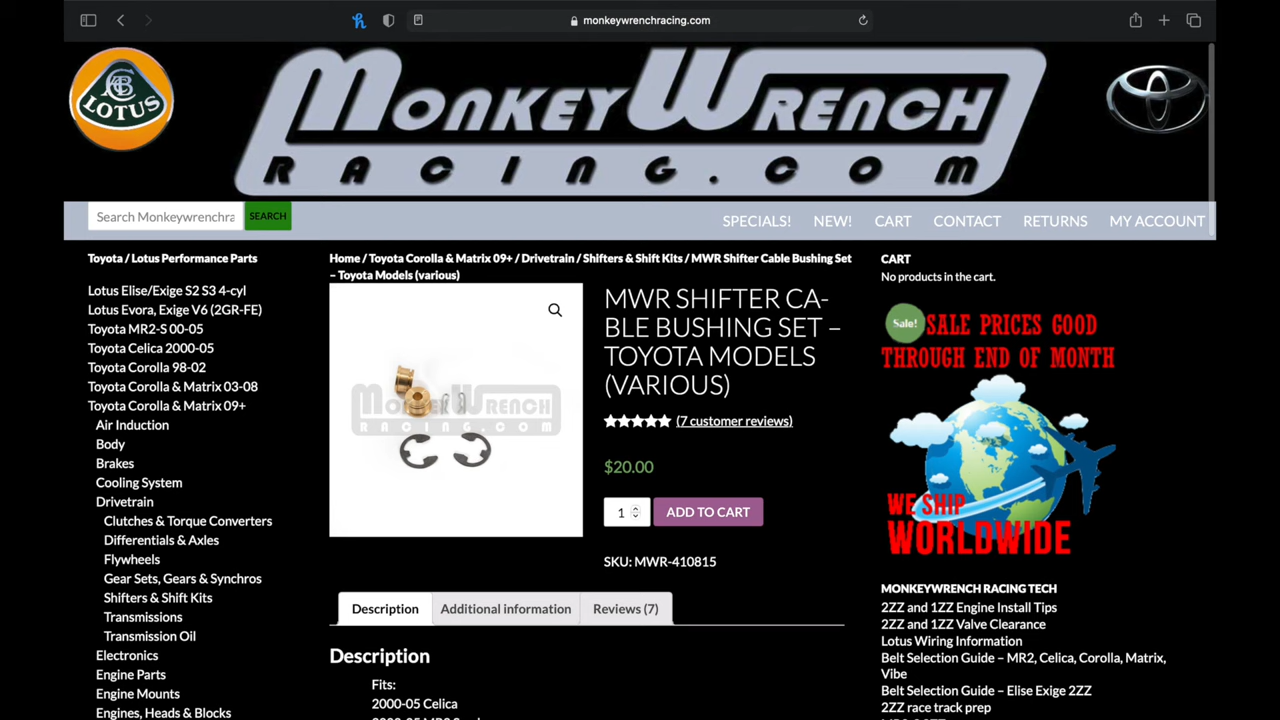 monkeywrenchracing.com
LOTUS
MONKEYWRENCH
RACING.COM
Search Monkeywrenchra
SEARCH
SPECIALS! NEW! CART CONTACT RETURNS MY ACCOUNT
Toyota / Lotus Performance Parts
Lotus Elise/Exige S2 S3 4-cyl
Lotus Evora, Exige V6 (2GR-FE)
Toyota MR2-S 00-05
Toyota Celica 2000-05
Toyota Corolla 98-02
Toyota Corolla & Matrix 03-08
Toyota Corolla & Matrix 09+
Air Induction
Body
Brakes
Cooling System
Drivetrain
Clutches & Torque Converters
Differentials & Axles
Flywheels
Gear Sets, Gears & Synchros
Shifters & Shift Kits
Transmissions
Transmission Oil
Electronics
Engine Parts
Engine Mounts
Engines, Heads & Blocks
Home / Toyota Corolla & Matrix 09+ / Drivetrain / Shifters & Shift Kits / MWR Shifter Cable Bushing Set
– Toyota Models (various)
MONKEYWRENCH
RACING.COM
MWR SHIFTER CA-
BLE BUSHING SET –
TOYOTA MODELS
(VARIOUS)
(7 customer reviews)
$20.00
1
ADD TO CART
SKU: MWR-410815
Description
Additional information
Reviews (7)
Description
Fits:
2000-05 Celica
CART
No products in the cart.
Sale!
SALE PRICES GOOD
THROUGH END OF MONTH
WE SHIP
WORLDWIDE
MONKEYWRENCH RACING TECH
2ZZ and 1ZZ Engine Install Tips
2ZZ and 1ZZ Valve Clearance
Lotus Wiring Information
Belt Selection Guide – MR2, Celica, Corolla, Matrix,
Vibe
Belt Selection Guide – Elise Exige 2ZZ
2ZZ race track prep